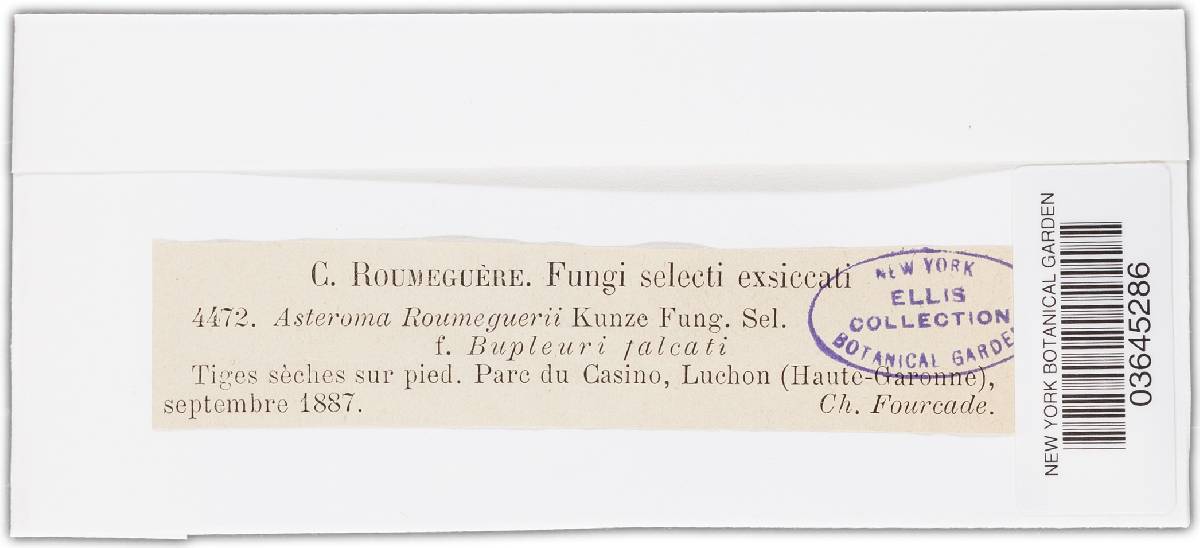 C. ROUMEGUÈRE. Fungi selecti exsiccati
4472. Asteroma Roumeguerii Kunze Fung. Sel.
f. Bupleuri falcati
Tiges sèches sur pied. Parc du Casino, Luchon (Haute-Garonne),
septembre 1887. Ch. Fourcade.
NEW YORK
ELLIS
COLLECTION
BOTANICAL GARDEN
NEW YORK BOTANICAL GARDEN
03645286